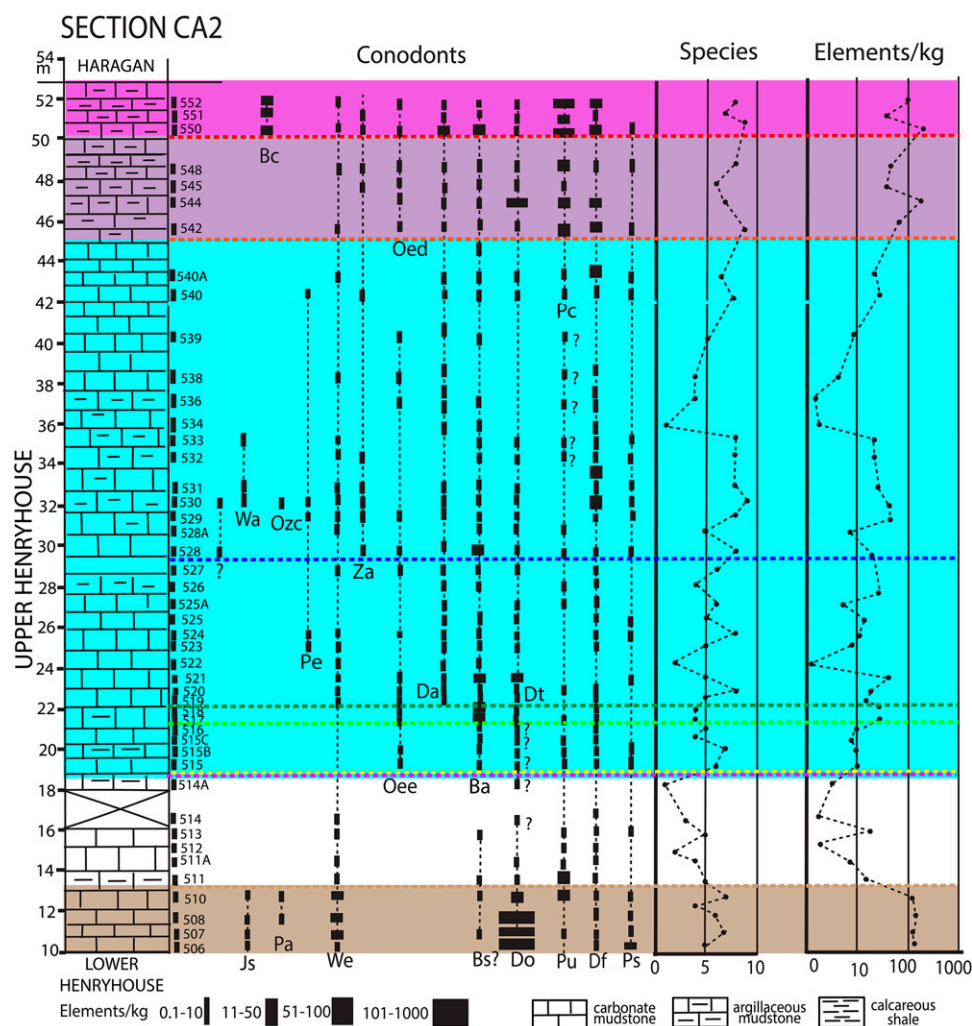 SECTION CA2
54
m
HARAGAN
Conodonts
Species
Elements/kg
52
552
551
550
50
Bc
548
48
545
544
46
542
Oed
44
540A
42
540
Pc
40
539
?
38
538
?
536
?
36
534
533
?
34
532
?
531
32
530
Wa
Ozc
529
528A
30
528
527
?
Za
28
526
525A
26
525
524
24
523
Pe
522
521
520
Da
Dt
22
519
518
517
516
?
20
515C
?
515B
515
?
18
514A
Oee
Ba
?
514
?
16
513
512
14
511A
511
12
510
508
507
Pa
10
506
Js
We
Bs?
Do
Pu
Df
Ps
0
5
10
0
10
100
1000
UPPER HENRYHOUSE
LOWER
HENRYHOUSE
Elements/kg 0.1-10 11-50 51-100 101-1000
carbonate
mudstone
argillaceous
mudstone
calcareous
shale